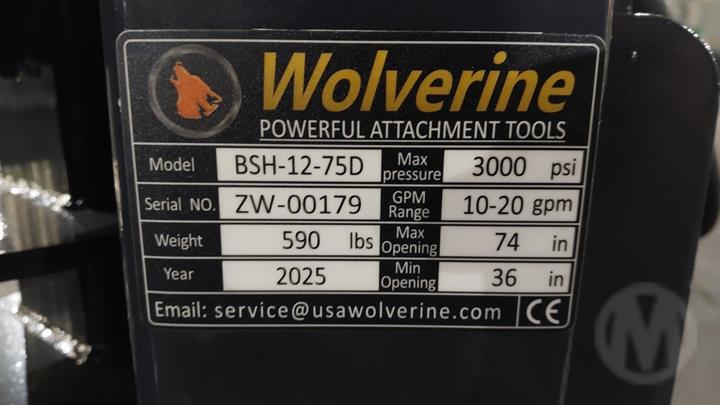 Wolverine
POWERFUL ATTACHMENT TOOLS
Model BSH-12-75D Max pressure 3000 psi
Serial NO. ZW-00179 GPM Range 10-20 gpm
Weight 590 lbs Max Opening 74 in
Year 2025 Min Opening 36 in
Email: service@usawolverine.com CE
M